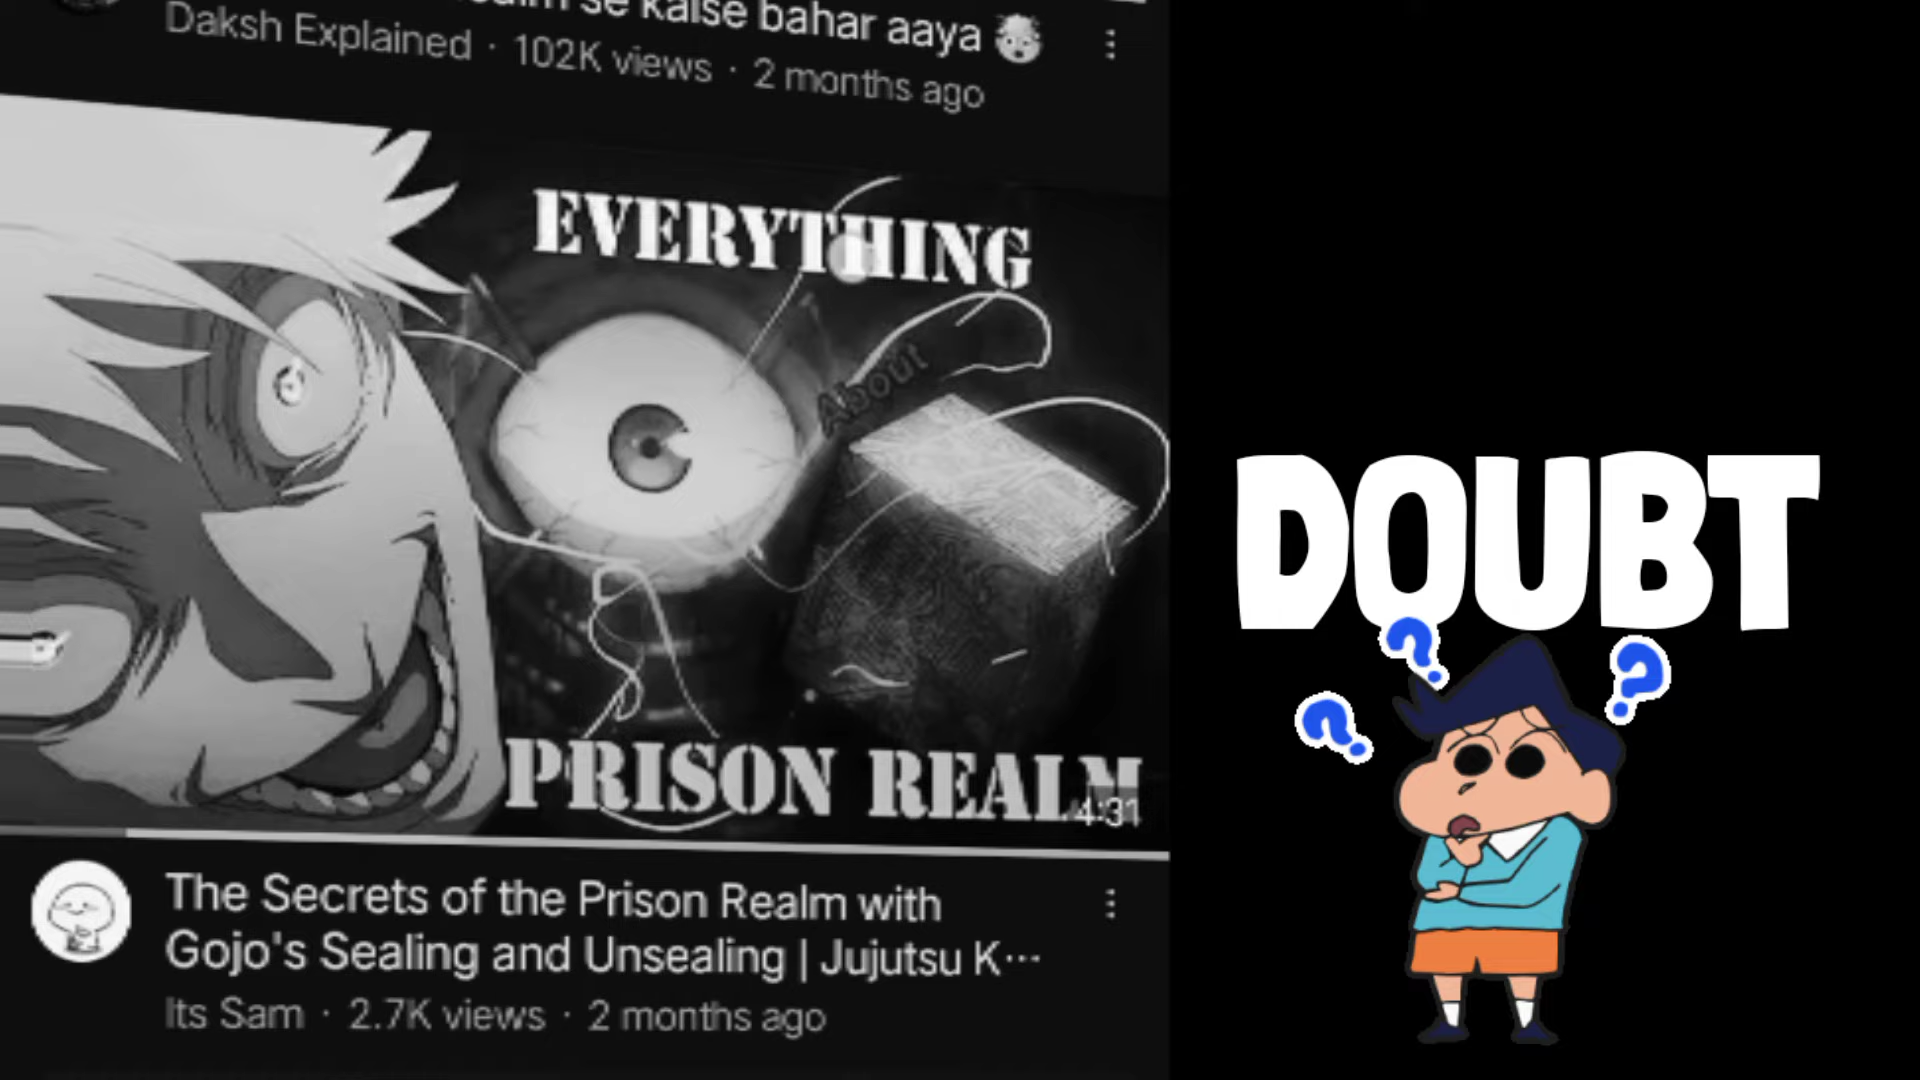 se kaise bahar aaya
Daksh Explained · 102K views · 2 months ago
EVERYTHING
About
PRISON REALM
4:31
The Secrets of the Prison Realm with
Gojo's Sealing and Unsealing | Jujutsu K...
Its Sam · 2.7K views · 2 months ago
DOUBT
? ? ?